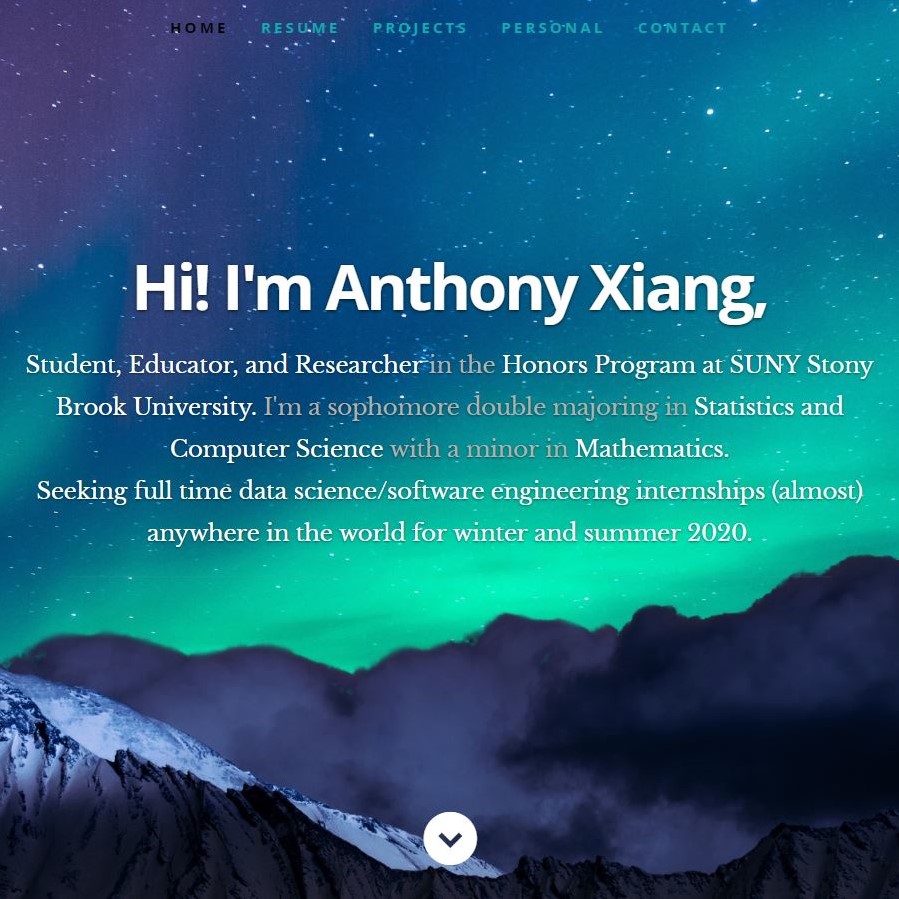 HOME RESUME PROJECTS PERSONAL CONTACT
Hi! I'm Anthony Xiang,
Student, Educator, and Researcher in the Honors Program at SUNY Stony
Brook University. I'm a sophomore double majoring in Statistics and
Computer Science with a minor in Mathematics.
Seeking full time data science/software engineering internships (almost)
anywhere in the world for winter and summer 2020.